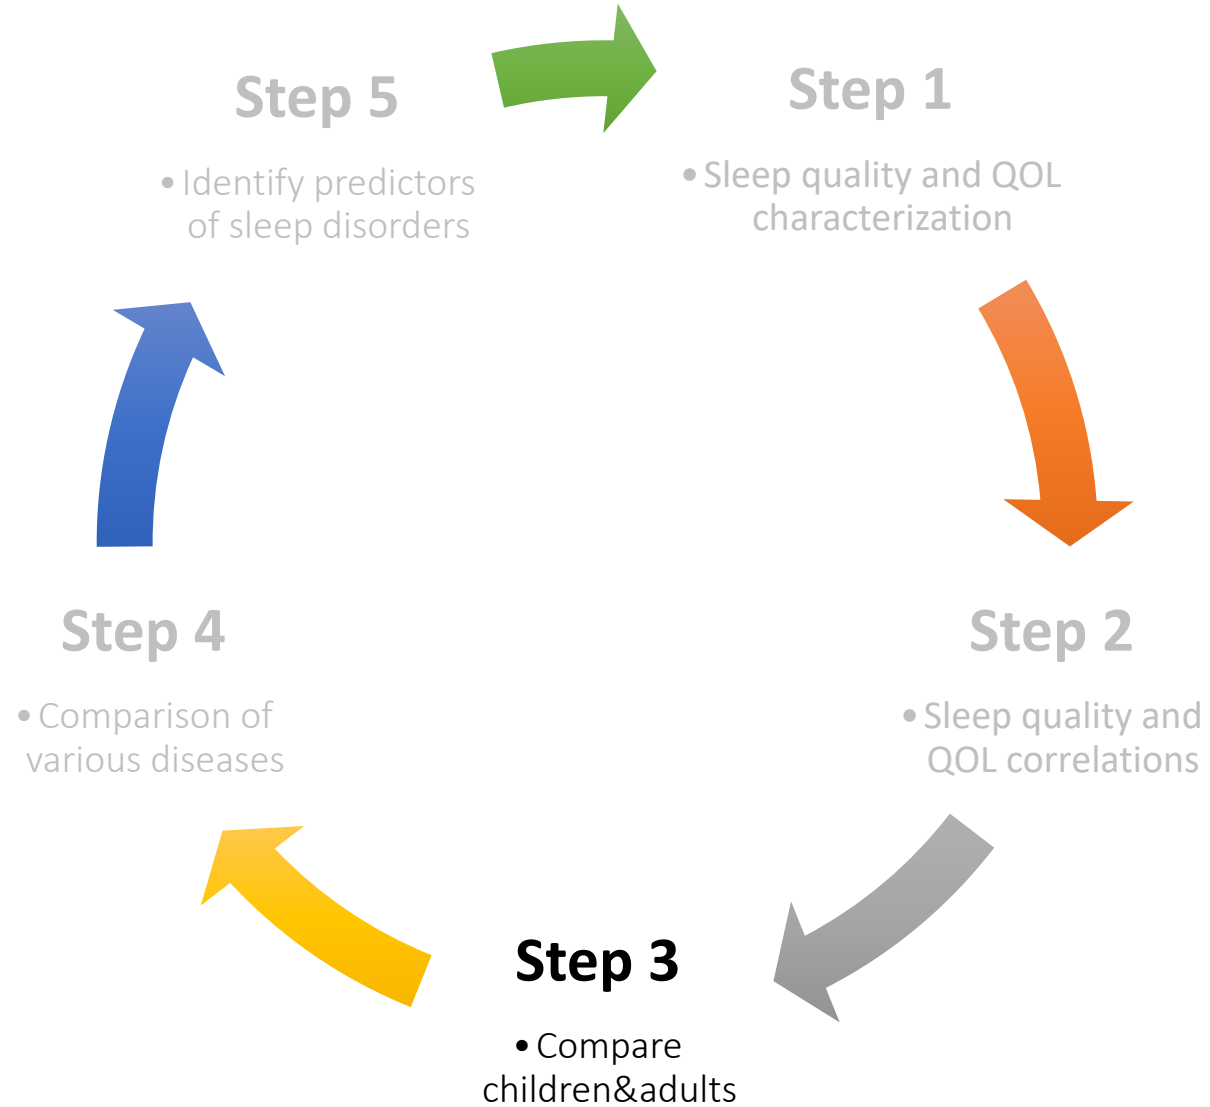 Step 1
• Sleep quality and QOL
characterization
Step 2
• Sleep quality and
QOL correlations
Step 3
• Compare
children&adults
Step 4
• Comparison of
various diseases
Step 5
• Identify predictors
of sleep disorders